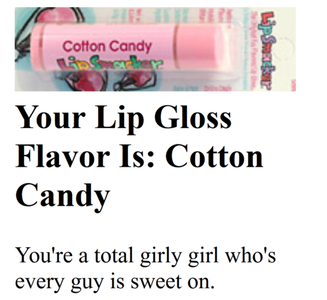 Cotton Candy
Lip Smacker
Lip Smacker
Your Lip Gloss
Flavor Is: Cotton
Candy
You're a total girly girl who's
every guy is sweet on.